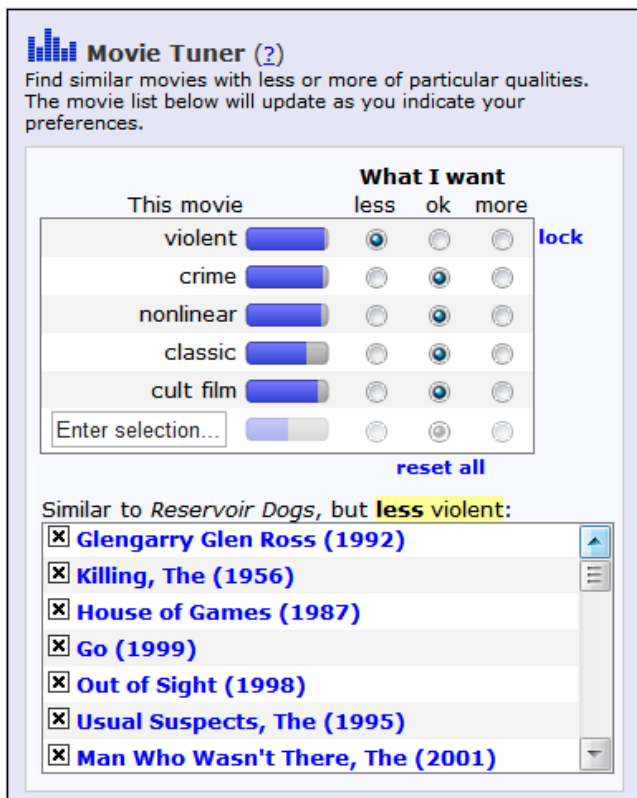 Movie Tuner (?)
Find similar movies with less or more of particular qualities.
The movie list below will update as you indicate your
preferences.
What I want
This movie less ok more
violent lock
crime
nonlinear
classic
cult film
Enter selection...
reset all
Similar to Reservoir Dogs, but less violent:
Glengarry Glen Ross (1992)
Killing, The (1956)
House of Games (1987)
Go (1999)
Out of Sight (1998)
Usual Suspects, The (1995)
Man Who Wasn't There, The (2001)